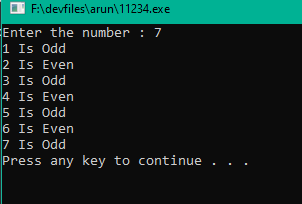 F:\devfiles\arun\11234.exe
Enter the number : 7
1 Is Odd
2 Is Even
3 Is Odd
4 Is Even
5 Is Odd
6 Is Even
7 Is Odd
Press any key to continue . . .